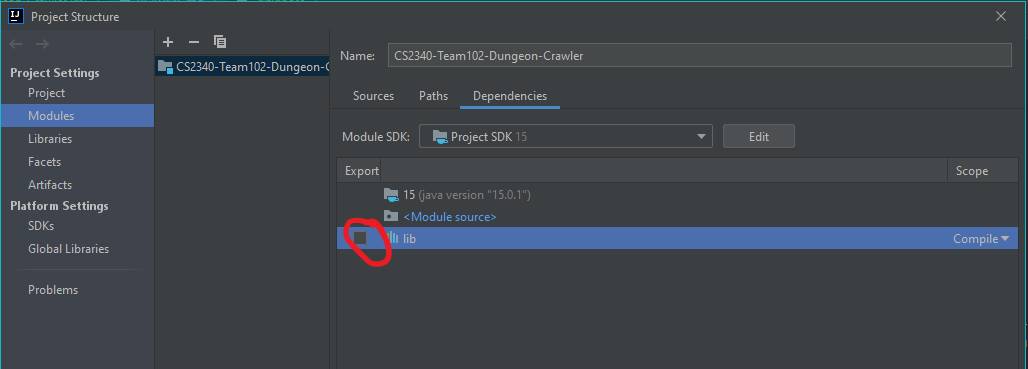 IJ Project Structure
Project Settings
Project
Modules
Libraries
Facets
Artifacts
Platform Settings
SDKs
Global Libraries
Problems
CS2340-Team102-Dungeon-C
Name: CS2340-Team102-Dungeon-Crawler
Sources Paths Dependencies
Module SDK: Project SDK 15 Edit
Export Scope
15 (java version "15.0.1")
<Module source>
lib Compile